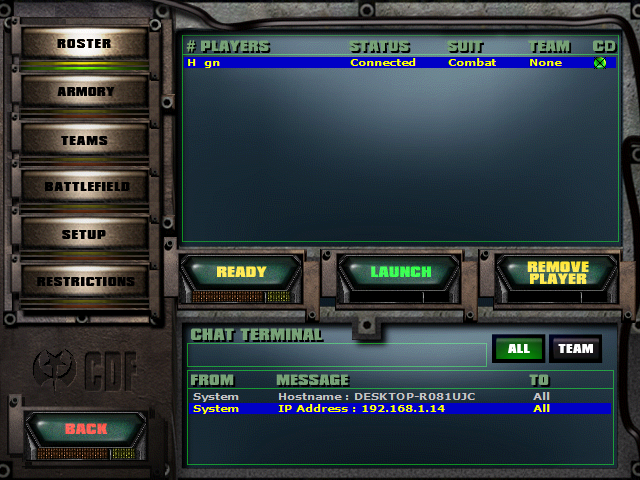 ROSTER
ARMORY
TEAMS
BATTLEFIELD
SETUP
RESTRICTIONS
CDF
BACK
# PLAYERS STATUS SUIT TEAM CD
H gn Connected Combat None
READY LAUNCH REMOVE PLAYER
CHAT TERMINAL
ALL TEAM
FROM MESSAGE TO
System Hostname : DESKTOP-R081UJC All
System IP Address : 192.168.1.14 All